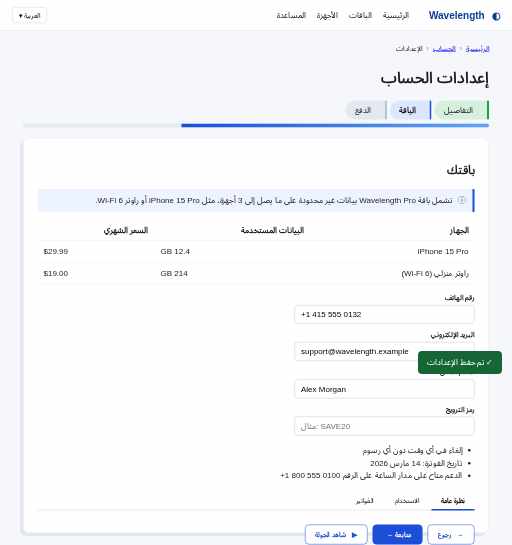 Wavelength
الرئيسية
الباقات
الأجهزة
المساعدة
العربية ▾
الرئيسية › الحساب › الإعدادات
إعدادات الحساب
التفاصيل
الباقة
الدفع
باقتك
تشمل باقة Wavelength Pro بيانات غير محدودة على ما يصل إلى 3 أجهزة، مثل iPhone 15 Pro أو راوتر Wi-Fi 6.
الجهاز البيانات المستخدمة السعر الشهري
iPhone 15 Pro 12.4 GB $29.99
راوتر منزلي (Wi-Fi 6) 214 GB $19.00
رقم الهاتف
+1 415 555 0132
البريد الإلكتروني
support@wavelength.example
✓ تم حفظ الإعدادات
Alex Morgan
رمز الترويج
مثال: SAVE20
• إلغاء في أي وقت دون أي رسوم
• تاريخ الفوترة: 14 مارس 2026
• الدعم متاح على مدار الساعة على الرقم ‎+1 800 555 0100
نظرة عامة
الاستخدام
الفواتير
→ رجوع
متابعة ←
▶ شاهد الجولة